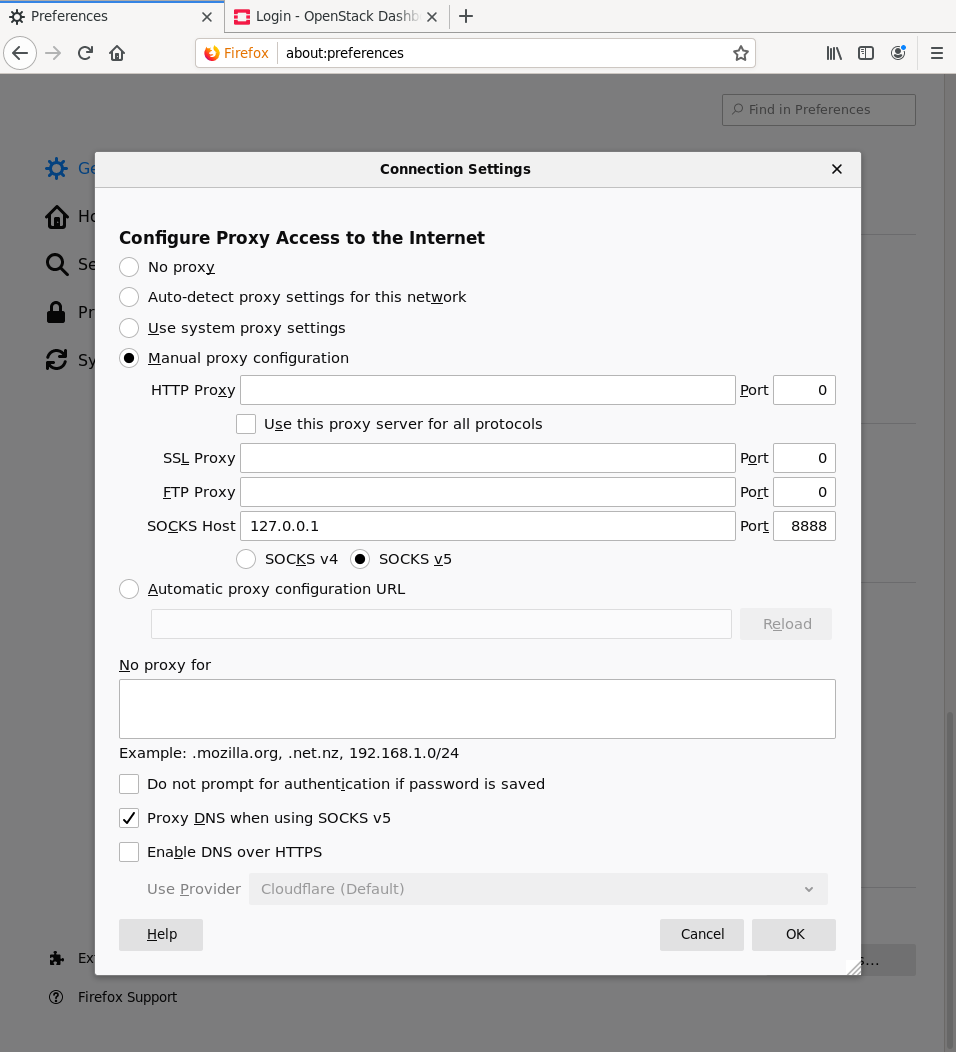 Preferences
Login - OpenStack Dashb
Firefox about:preferences
Find in Preferences
Ge
Connection Settings
Ho
Configure Proxy Access to the Internet
Se
No proxy
Auto-detect proxy settings for this network
Pr
Use system proxy settings
Sy
Manual proxy configuration
HTTP Proxy Port 0
Use this proxy server for all protocols
SSL Proxy Port 0
FTP Proxy Port 0
SOCKS Host 127.0.0.1 Port 8888
SOCKS v4 SOCKS v5
Automatic proxy configuration URL
Reload
No proxy for
Example: .mozilla.org, .net.nz, 192.168.1.0/24
Do not prompt for authentication if password is saved
Proxy DNS when using SOCKS v5
Enable DNS over HTTPS
Use Provider Cloudflare (Default)
Help Cancel OK
Ex
s...
Firefox Support